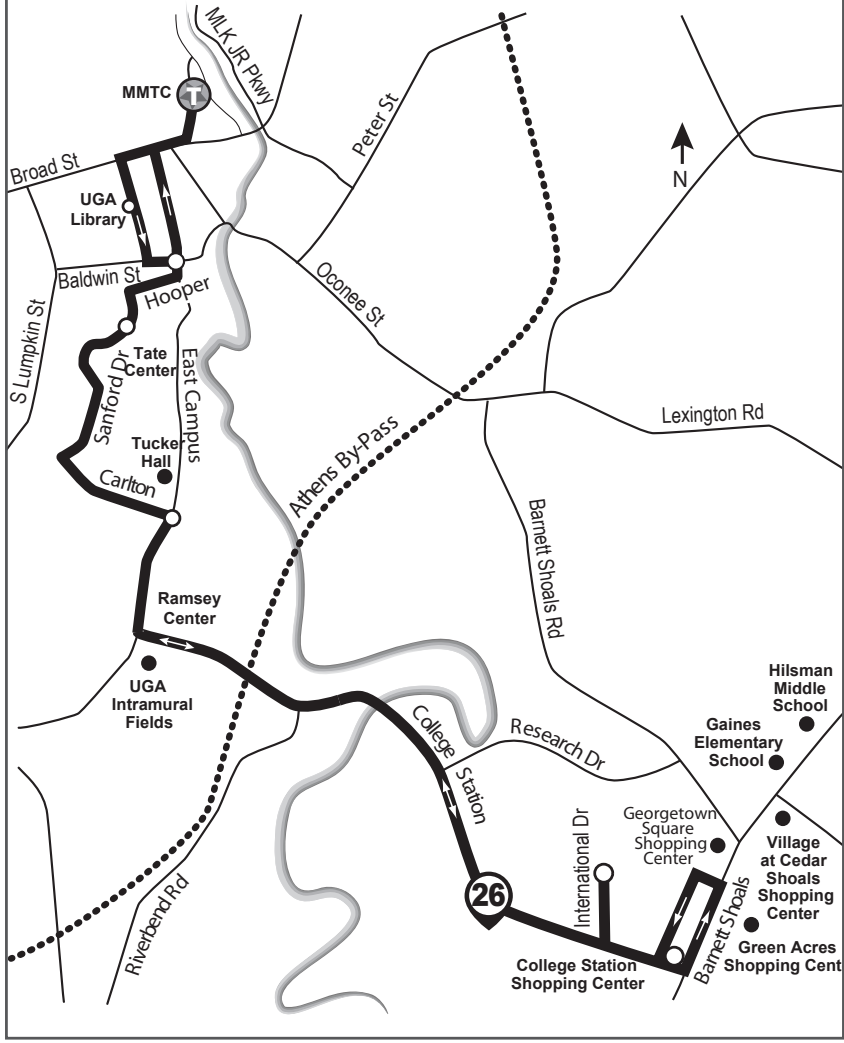 MLK JR Pkwy
MMTC
T
Peter St
Broad St
N
UGA
Library
Baldwin St
Hooper
Oconee St
S Lumpkin St
Sanford Dr
Tate
Center
East Campus
Lexington Rd
Athens By-Pass
Tucker
Hall
Carlton
Barnett Shoals Rd
Ramsey
Center
UGA
Intramural
Fields
Hilsman
Middle
School
College Station
Research Dr
Gaines
Elementary
School
Georgetown
Square
Shopping
Center
International Dr
Village
at Cedar
Shoals
Shopping
Center
26
Riverbend Rd
Barnett Shoals
Green Acres
Shopping Cent
College Station
Shopping Center